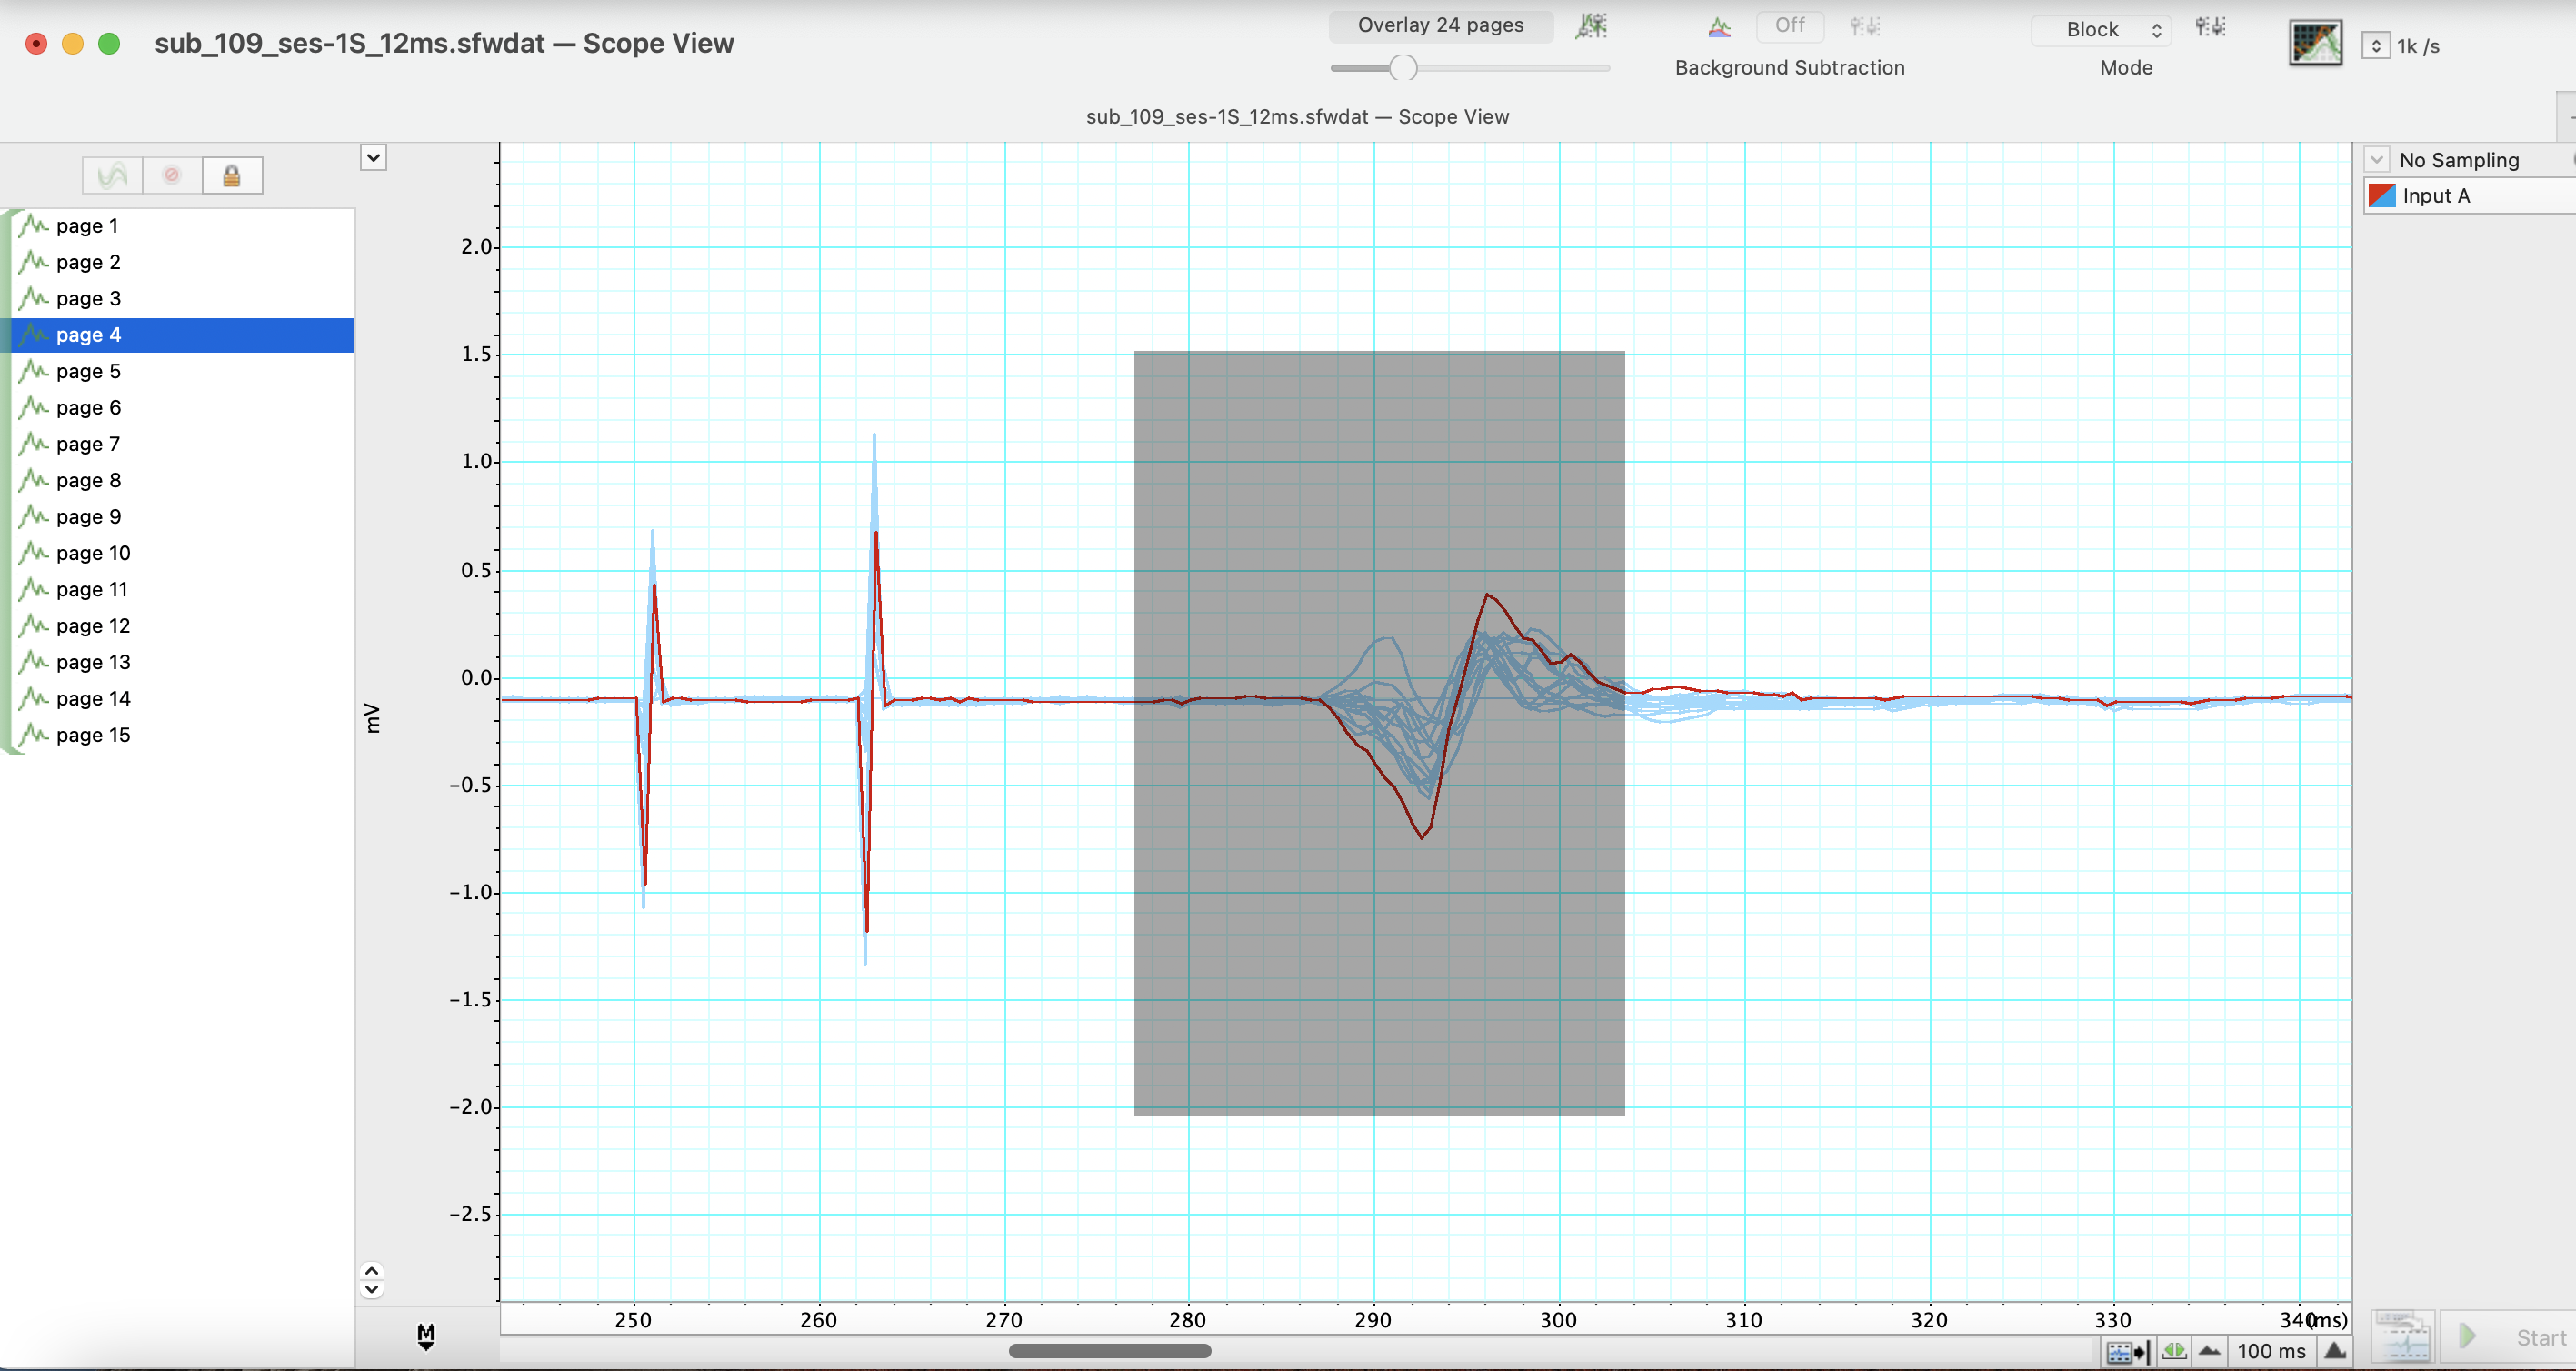 sub_109_ses-1S_12ms.sfwdat — Scope View
Overlay 24 pages
Off
Background Subtraction
Block
Mode
1k /s
sub_109_ses-1S_12ms.sfwdat — Scope View
No Sampling
Input A
page 1
page 2
page 3
page 4
page 5
page 6
page 7
page 8
page 9
page 10
page 11
page 12
page 13
page 14
page 15
mV
2.0
1.5
1.0
0.5
0.0
−0.5
−1.0
−1.5
−2.0
−2.5
250 260 270 280 290 300 310 320 330 340 (ms)
M
100 ms
Start